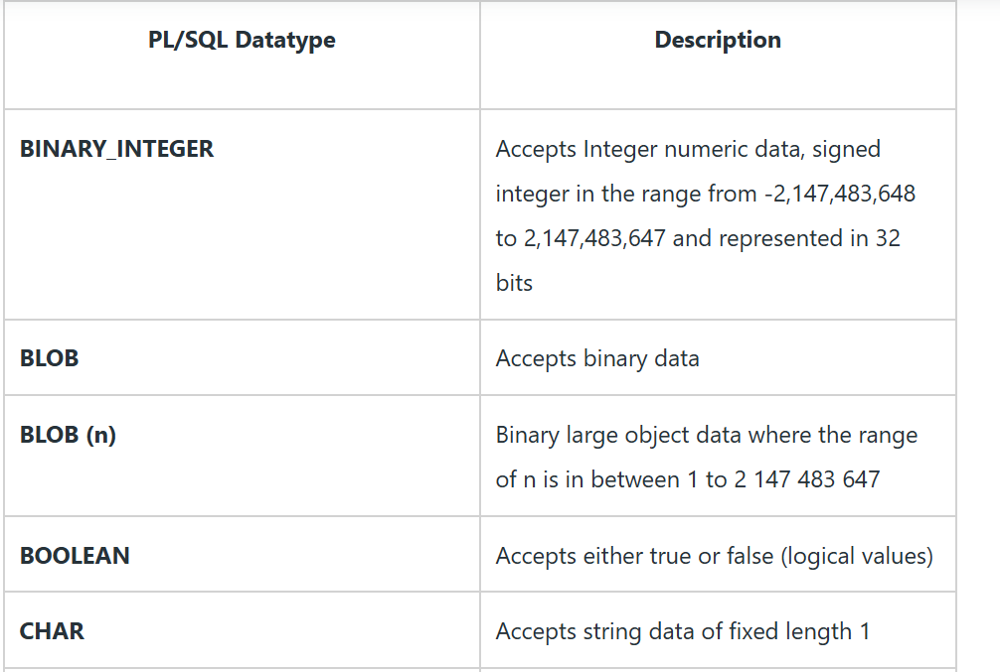 PL/SQL Datatype
Description
BINARY_INTEGER
Accepts Integer numeric data, signed
integer in the range from -2,147,483,648
to 2,147,483,647 and represented in 32
bits
BLOB
Accepts binary data
BLOB (n)
Binary large object data where the range
of n is in between 1 to 2 147 483 647
BOOLEAN
Accepts either true or false (logical values)
CHAR
Accepts string data of fixed length 1